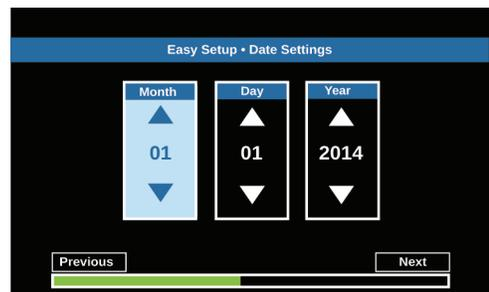 Easy Setup • Date Settings
Month Day Year
01 01 2014
Previous Next